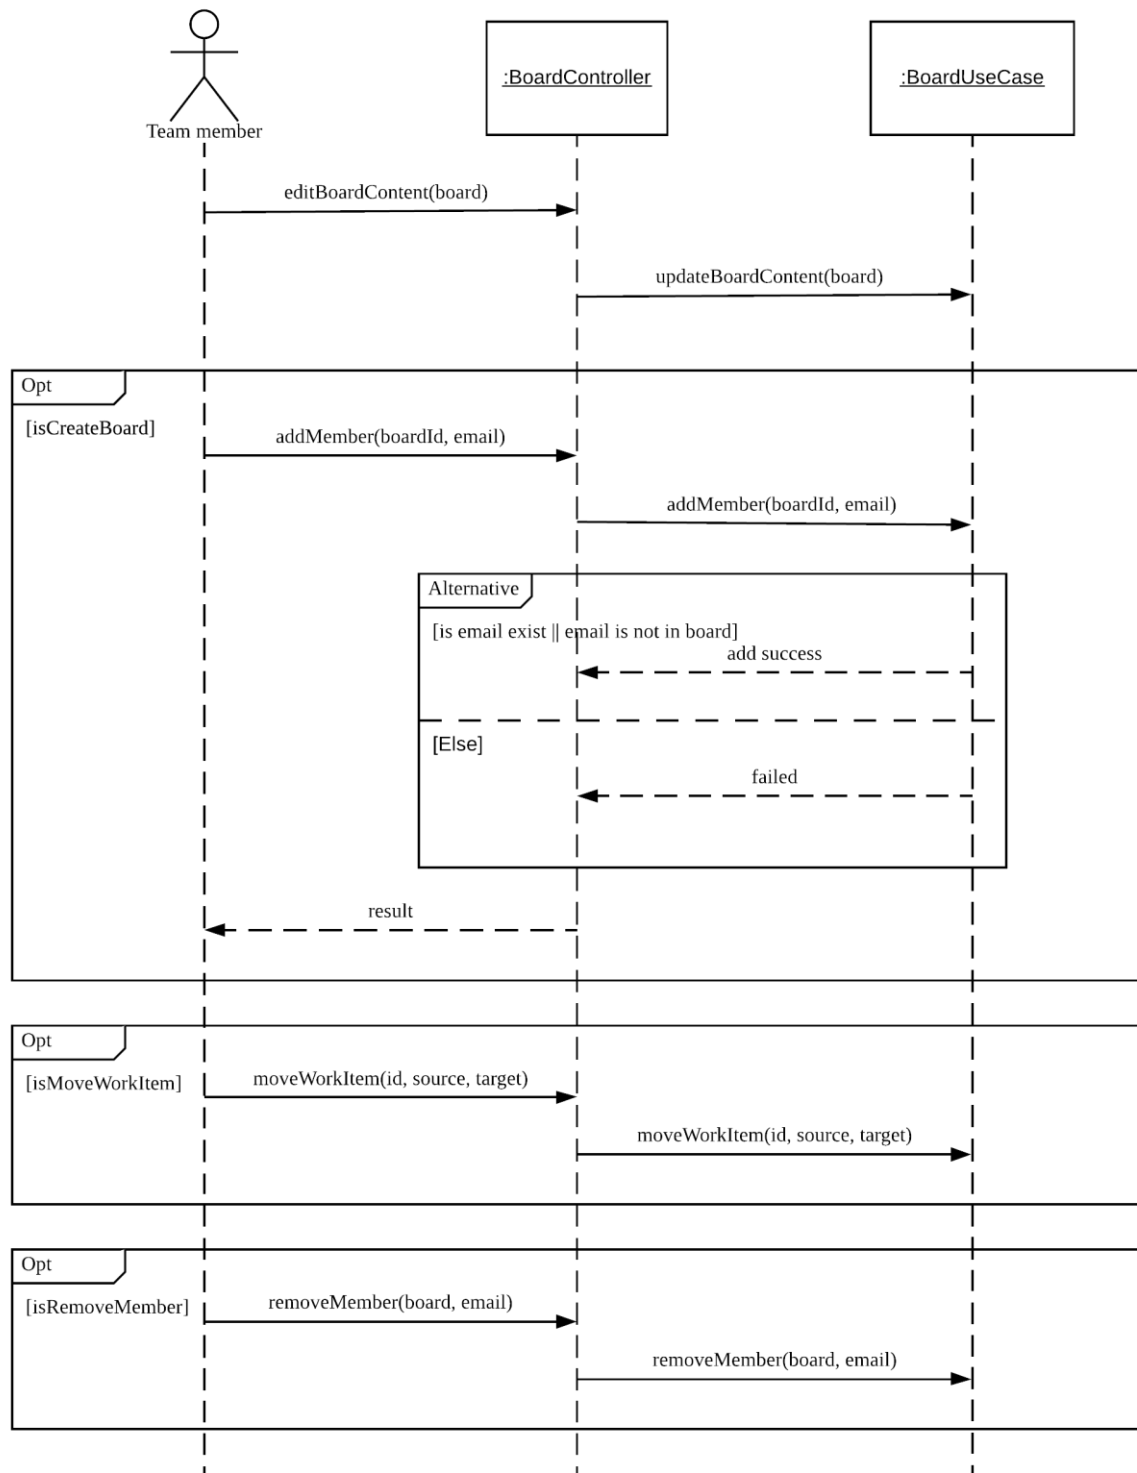 :BoardController
:BoardUseCase
Team member
editBoardContent(board)
updateBoardContent(board)
Opt
[isCreateBoard]
addMember(boardId, email)
addMember(boardId, email)
Alternative
[is email exist || email is not in board]
add success
[Else]
failed
result
Opt
[isMoveWorkItem]
moveWorkItem(id, source, target)
moveWorkItem(id, source, target)
Opt
[isRemoveMember]
removeMember(board, email)
removeMember(board, email)